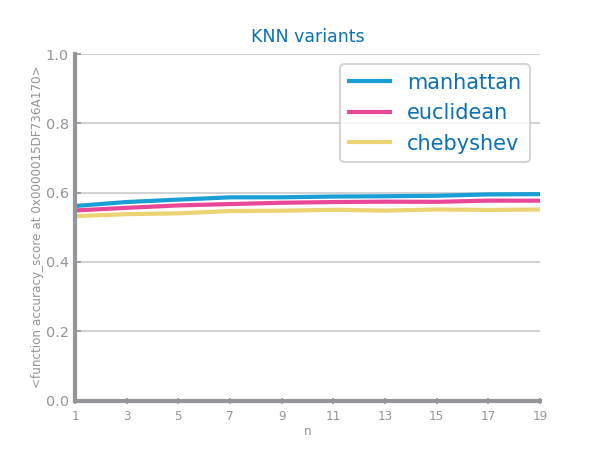 KNN variants
manhattan
euclidean
chebyshev
<function accuracy_score at 0x0000015DF736A170>
1.0
0.8
0.6
0.4
0.2
0.0
1 3 5 7 9 11 13 15 17 19
n